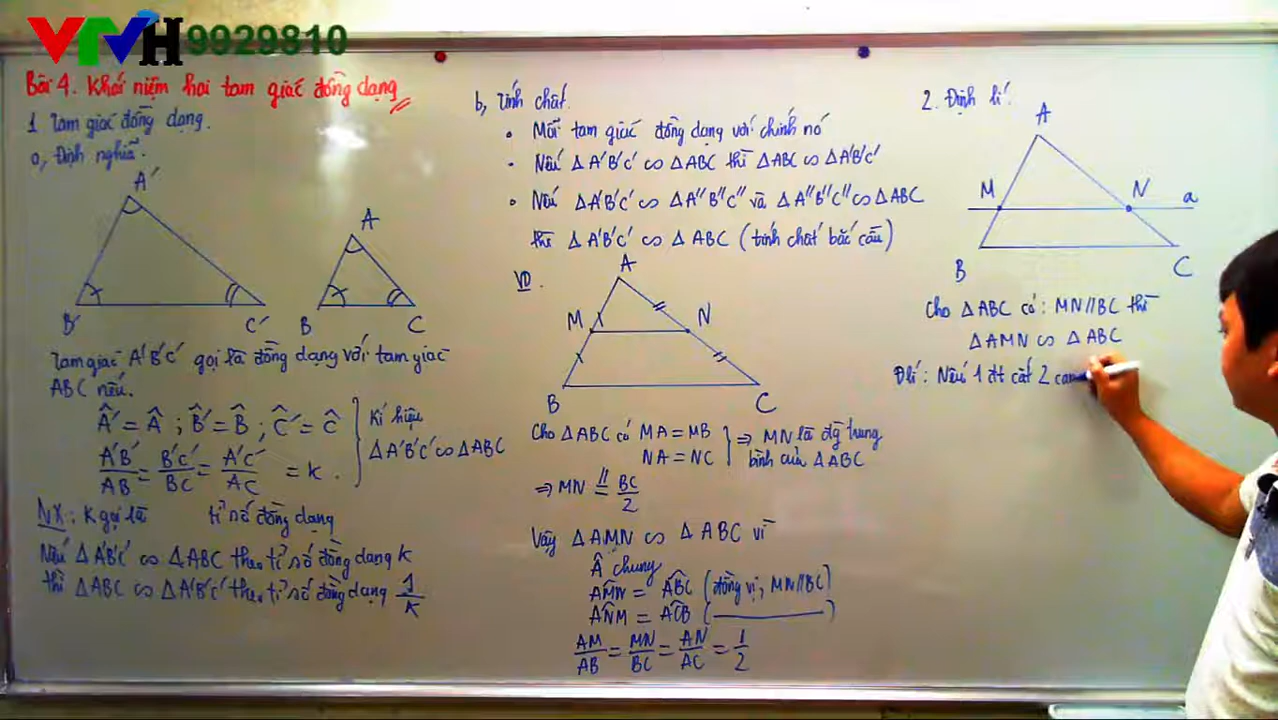 VTVH 9929810
Bài 4. Khái niệm hai tam giác đồng dạng
1 Tam giác đồng dạng.
a, Định nghĩa.
A'
B'
C'
A
B
C
Tam giác A'B'C' gọi là đồng dạng với tam giác
ABC nếu.
Â' = Â ; B̂' = B̂ ; Ĉ' = Ĉ
A'B'/AB = B'C'/BC = A'C'/AC = k.
Kí hiệu
ΔA'B'C' ∽ ΔABC
NX: K gọi là tỉ số đồng dạng
Nếu ΔA'B'C' ∽ ΔABC theo tỉ số đồng dạng k
thì ΔABC ∽ ΔA'B'C' theo tỉ số đồng dạng 1/k
b, Tính chất.
• Mỗi tam giác đồng dạng với chính nó
• Nếu ΔA'B'C' ∽ ΔABC thì ΔABC ∽ ΔA'B'C'
• Nếu ΔA'B'C' ∽ ΔA''B''C'' và ΔA''B''C'' ∽ ΔABC
thì ΔA'B'C' ∽ ΔABC (tính chất bắc cầu)
VD.
A
M
N
B
C
Cho ΔABC có MA = MB
NA = NC
⇒ MN là đg trung
bình của ΔABC
⇒ MN // = BC/2
Vậy ΔAMN ∽ ΔABC vì
Â chung
AM̂N = AB̂C (đồng vị, MN//BC)
AN̂M = AĈB ( )
AM/AB = MN/BC = AN/AC = 1/2
2. Định lí.
A
M
N
a
B
C
Cho ΔABC có: MN//BC thì
ΔAMN ∽ ΔABC
Đlí: Nếu 1 đt cắt 2